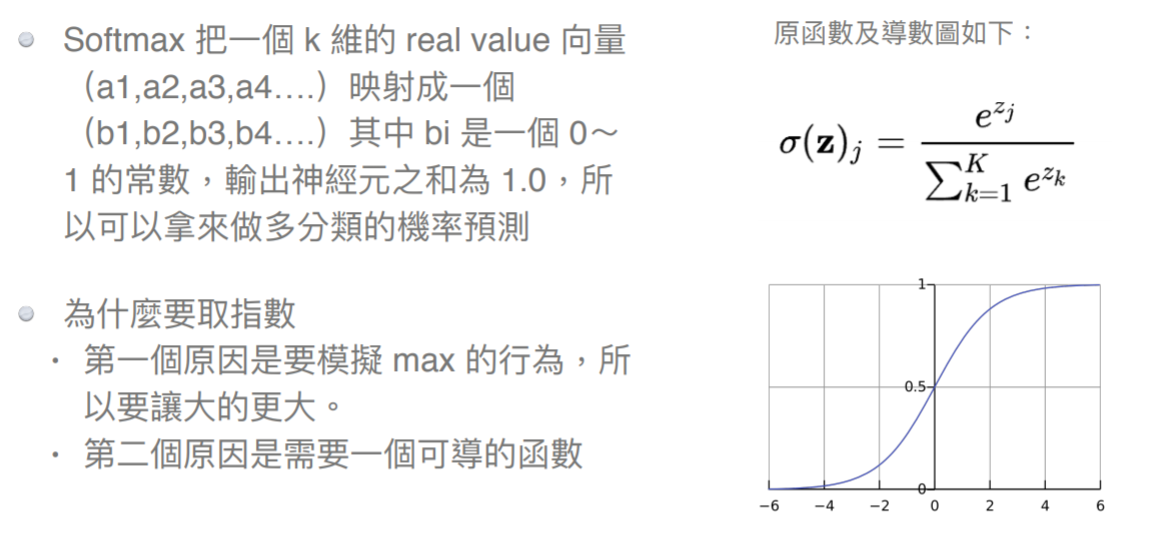 Softmax 把一個 k 維的 real value 向量
（a1,a2,a3,a4….）映射成一個
（b1,b2,b3,b4….）其中 bi 是一個 0～
1 的常數，輸出神經元之和為 1.0，所
以可以拿來做多分類的機率預測
為什麼要取指數
• 第一個原因是要模擬 max 的行為，所
以要讓大的更大。
• 第二個原因是需要一個可導的函數
原函數及導數圖如下：
σ(z)_j = e^{z_j} / ∑_{k=1}^{K} e^{z_k}
1
0.5
0
−6 −4 −2 0 2 4 6